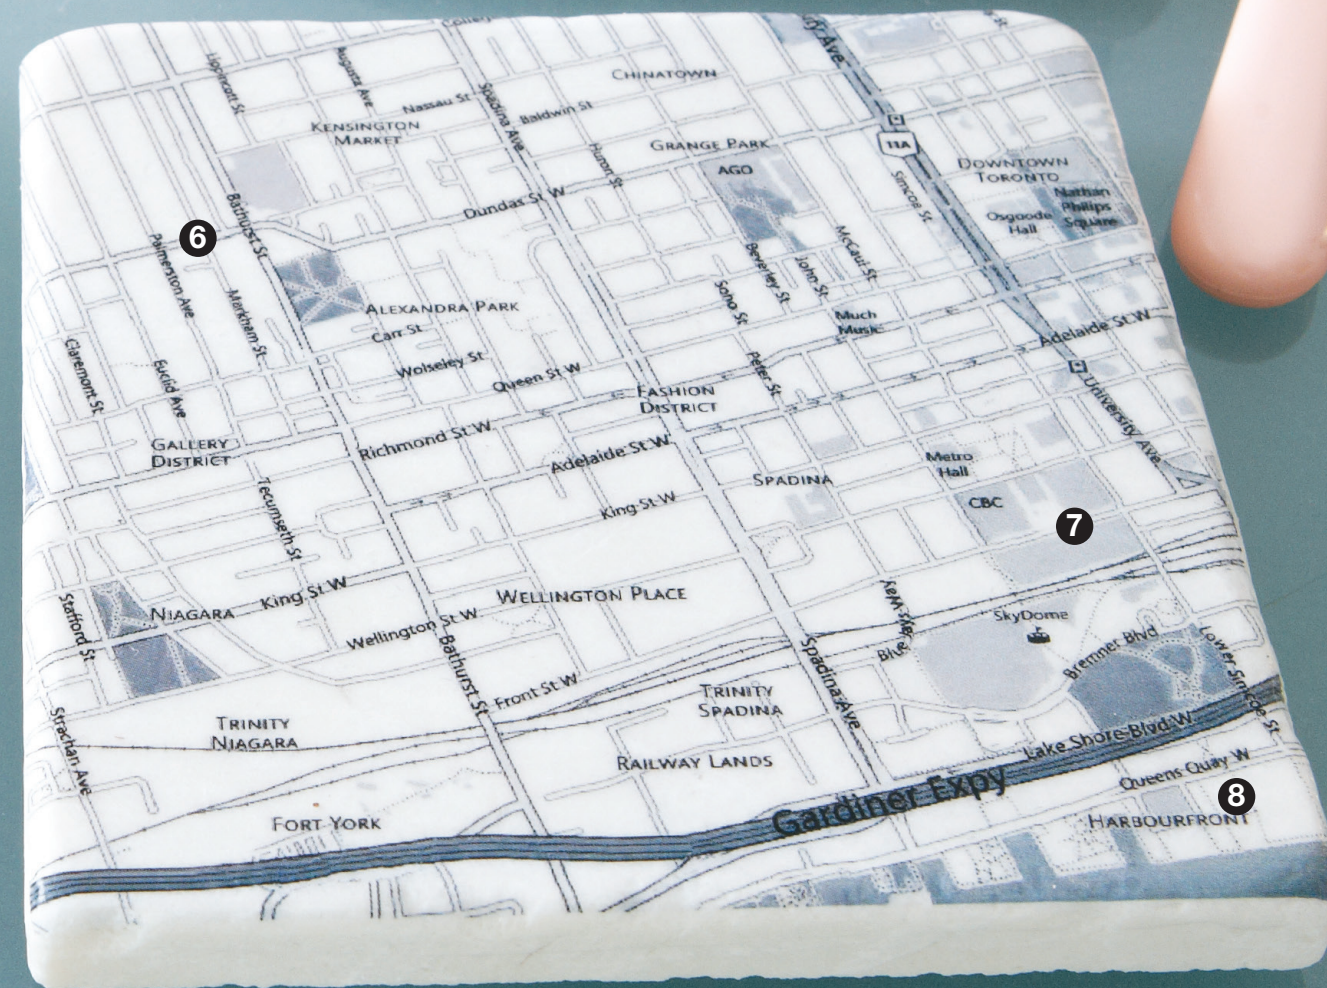 College
Lippincott St
Augusta Ave
Nassau St
Spadina Ave
Baldwin St
CHINATOWN
KENSINGTON
MARKET
Huron St
GRANGE PARK
AGO
11A
Simcoe St
DOWNTOWN
TORONTO
Nathan
Philips
Square
Osgoode
Hall
Dundas St W
Bathurst St
6
Palmerston Ave
Markham St
Claremont St
Euclid Ave
ALEXANDRA PARK
Carr St
Wolseley St
Queen St W
Soho St
Beverley St
John St
McCaul St
Much
Music
Peter St
Adelaide St W
University Ave
FASHION
DISTRICT
GALLERY
DISTRICT
Richmond St W
Adelaide St W
King St W
SPADINA
Metro
Hall
CBC
7
Tecumseth St
Stafford St
NIAGARA
King St W
Wellington St W
WELLINGTON PLACE
Bathurst St
Front St W
Spadina Ave
Blue Jays Way
SkyDome
Bremner Blvd
Lower Simcoe St
Strachan Ave
TRINITY
NIAGARA
TRINITY
SPADINA
RAILWAY LANDS
Lake Shore Blvd W
Gardiner Expy
Queens Quay W
8
HARBOURFRONT
FORT YORK